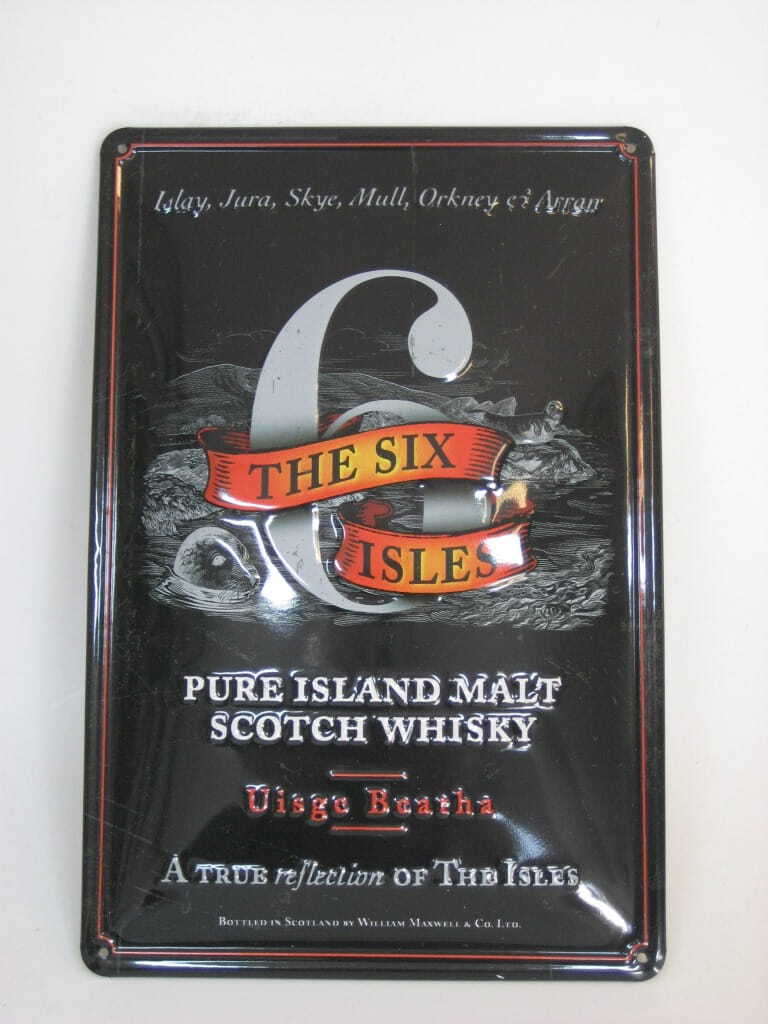 Islay, Jura, Skye, Mull, Orkney & Arran
6
THE SIX
ISLES
PURE ISLAND MALT
SCOTCH WHISKY
Uisge Beatha
A TRUE reflection OF THE ISLES
BOTTLED IN SCOTLAND BY WILLIAM MAXWELL & CO. LTD.